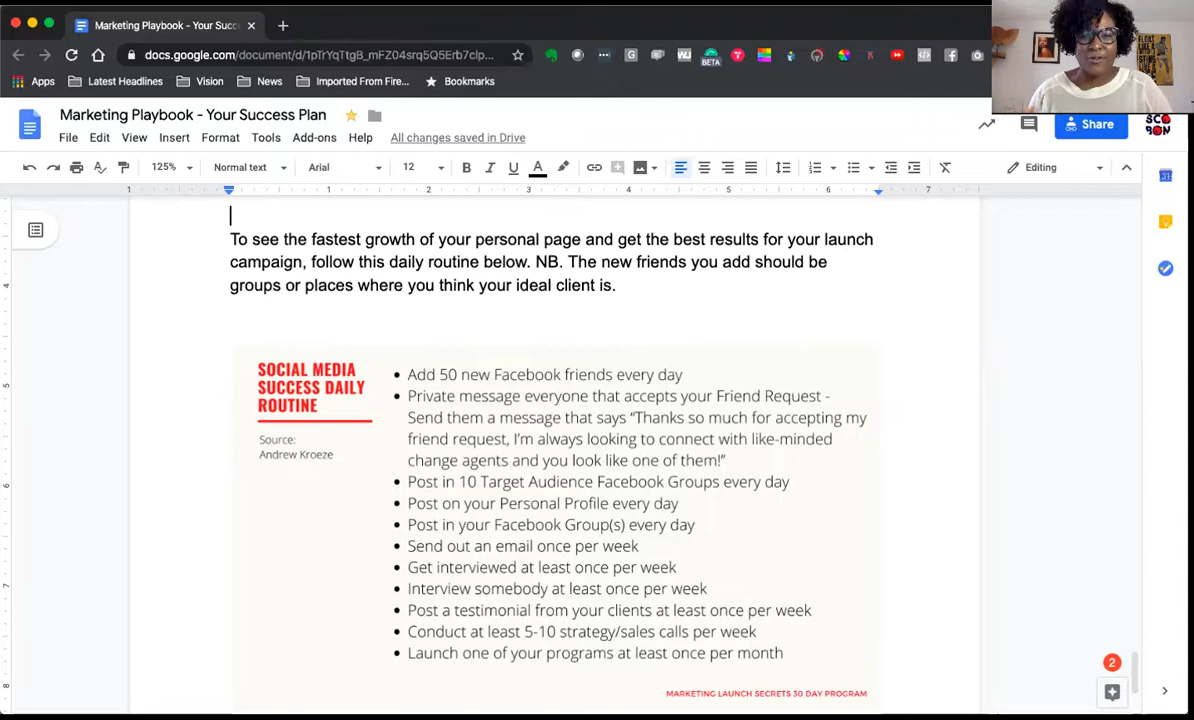 Marketing Playbook - Your Succ
docs.google.com/document/d/1pTrYqTtgB_mFZ04srq5Q5Erb7clp...
BETA
Apps Latest Headlines Vision News Imported From Fire... Bookmarks
Marketing Playbook - Your Success Plan
File Edit View Insert Format Tools Add-ons Help All changes saved in Drive
Share
125% Normal text Arial 12 B I U A Editing
1 1 2 3 4 5 6 7
To see the fastest growth of your personal page and get the best results for your launch
campaign, follow this daily routine below. NB. The new friends you add should be
groups or places where you think your ideal client is.
SOCIAL MEDIA
SUCCESS DAILY
ROUTINE
Source:
Andrew Kroeze
• Add 50 new Facebook friends every day
• Private message everyone that accepts your Friend Request -
Send them a message that says “Thanks so much for accepting my
friend request, I’m always looking to connect with like-minded
change agents and you look like one of them!”
• Post in 10 Target Audience Facebook Groups every day
• Post on your Personal Profile every day
• Post in your Facebook Group(s) every day
• Send out an email once per week
• Get interviewed at least once per week
• Interview somebody at least once per week
• Post a testimonial from your clients at least once per week
• Conduct at least 5-10 strategy/sales calls per week
• Launch one of your programs at least once per month
MARKETING LAUNCH SECRETS 30 DAY PROGRAM
2